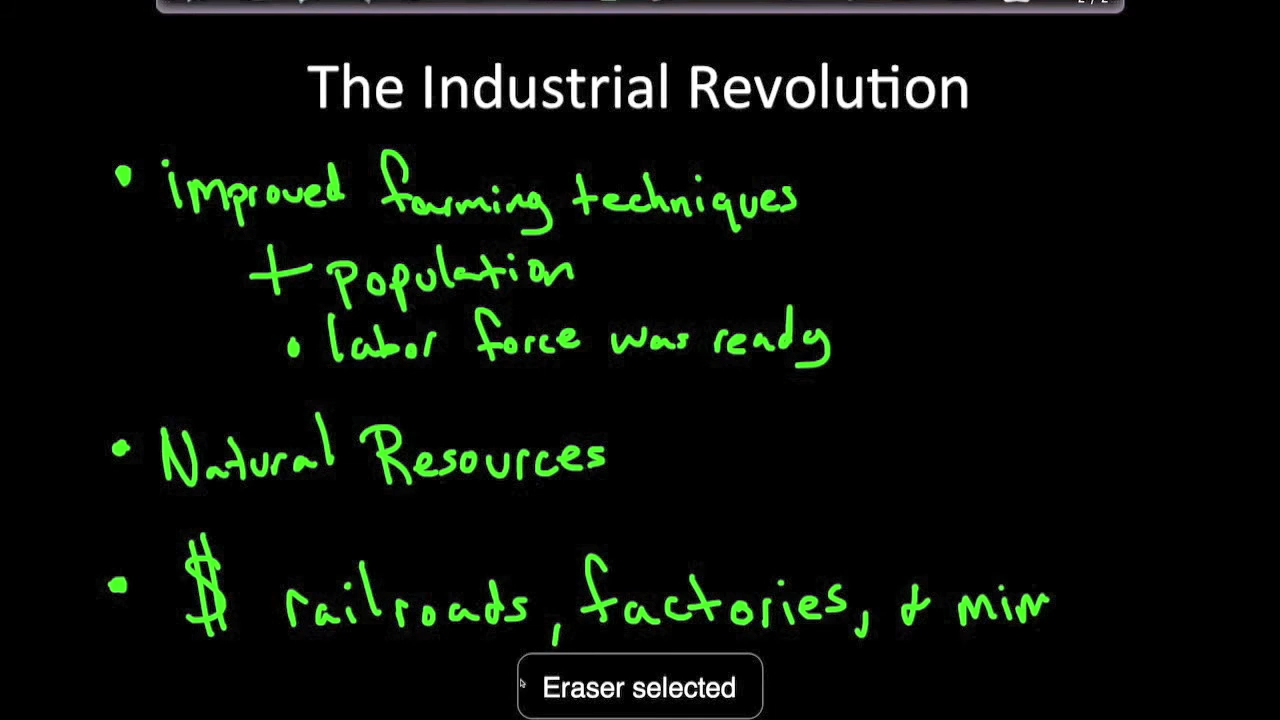 The Industrial Revolution
• improved farming techniques
+ population
• labor force was ready
• Natural Resources
• $ railroads, factories, & min
Eraser selected